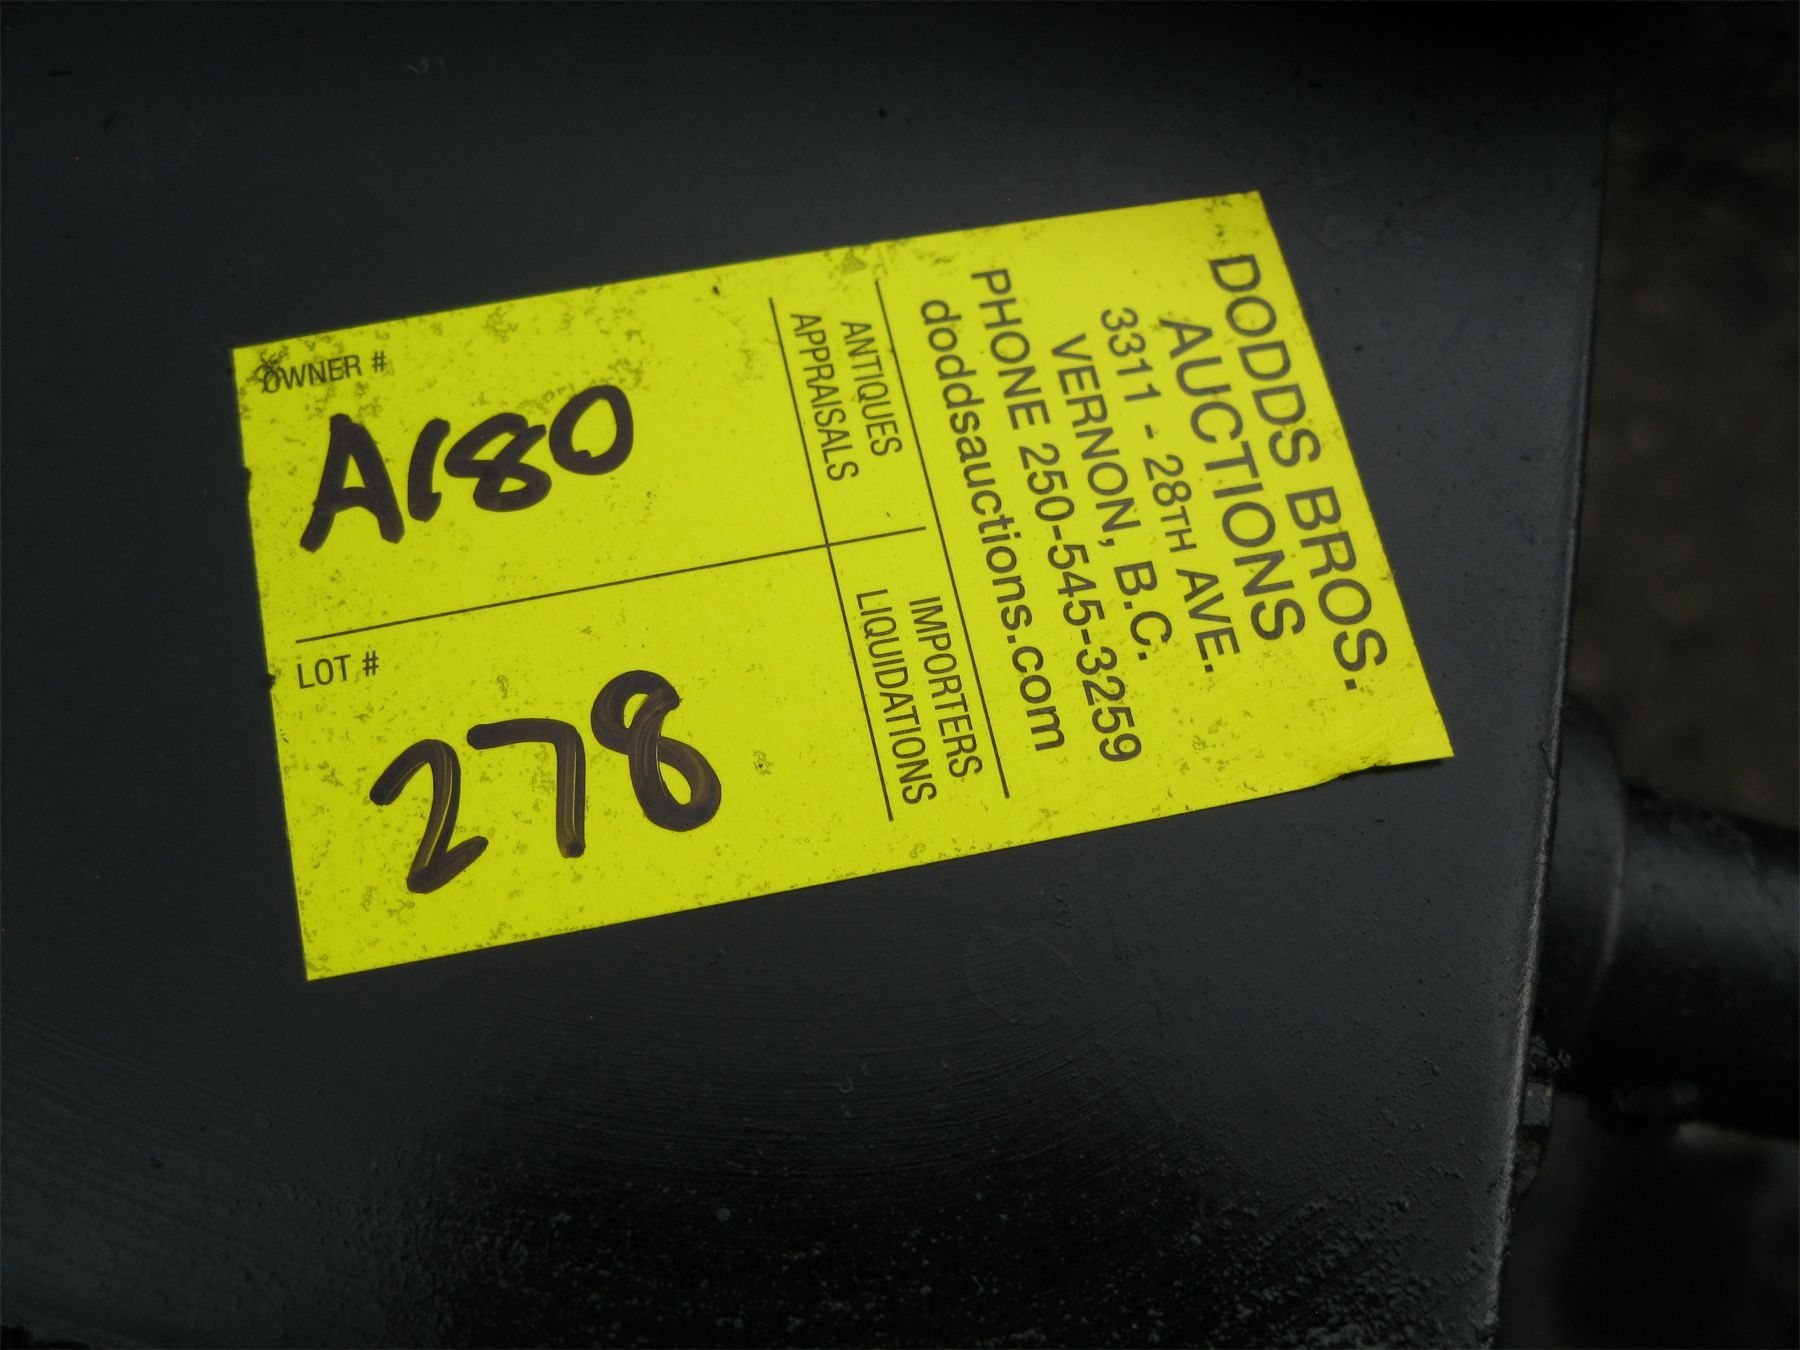 DODDS BROS.
AUCTIONS
3311 - 28TH AVE.
VERNON, B.C.
PHONE 250-545-3259
doddsauctions.com
ANTIQUES
APPRAISALS
IMPORTERS
LIQUIDATIONS
OWNER #
A180
LOT #
278